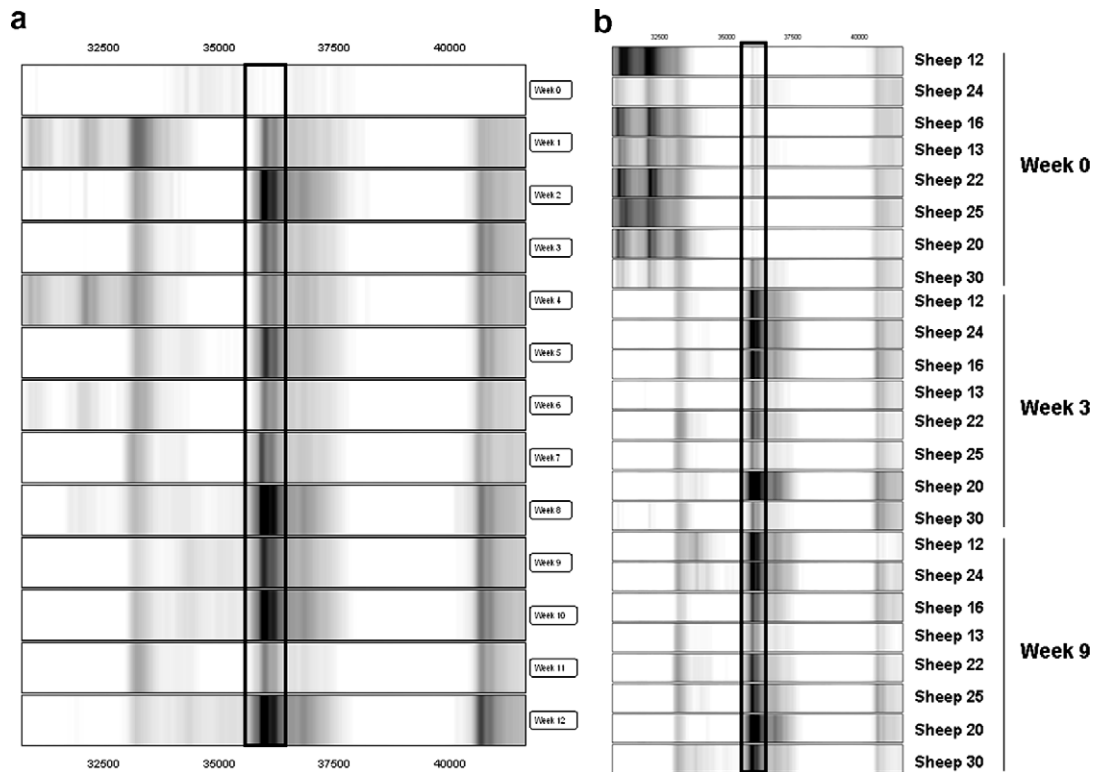 a
32500 35000 37500 40000
Week 0
Week 1
Week 2
Week 3
Week 4
Week 5
Week 6
Week 7
Week 8
Week 9
Week 10
Week 11
Week 12
32500 35000 37500 40000
b
32500 35000 37500 40000
Sheep 12
Sheep 24
Sheep 16
Sheep 13
Sheep 22
Sheep 25
Sheep 20
Sheep 30
Week 0
Sheep 12
Sheep 24
Sheep 16
Sheep 13
Sheep 22
Sheep 25
Sheep 20
Sheep 30
Week 3
Sheep 12
Sheep 24
Sheep 16
Sheep 13
Sheep 22
Sheep 25
Sheep 20
Sheep 30
Week 9